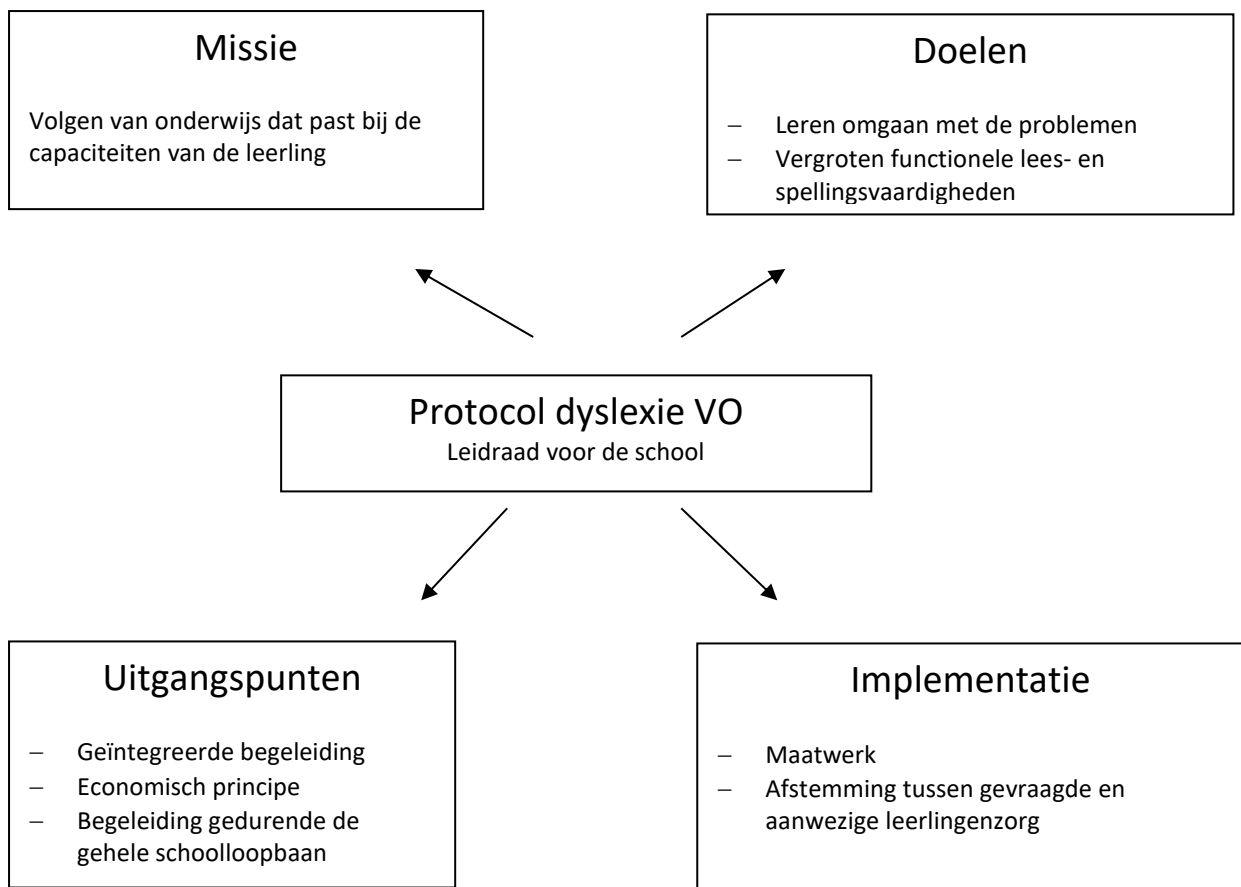 Missie
Volgen van onderwijs dat past bij de
capaciteiten van de leerling
Doelen
– Leren omgaan met de problemen
– Vergroten functionele lees- en
spellingsvaardigheden
Protocol dyslexie VO
Leidraad voor de school
Uitgangspunten
– Geïntegreerde begeleiding
– Economisch principe
– Begeleiding gedurende de
gehele schoolloopbaan
Implementatie
– Maatwerk
– Afstemming tussen gevraagde en
aanwezige leerlingenzorg